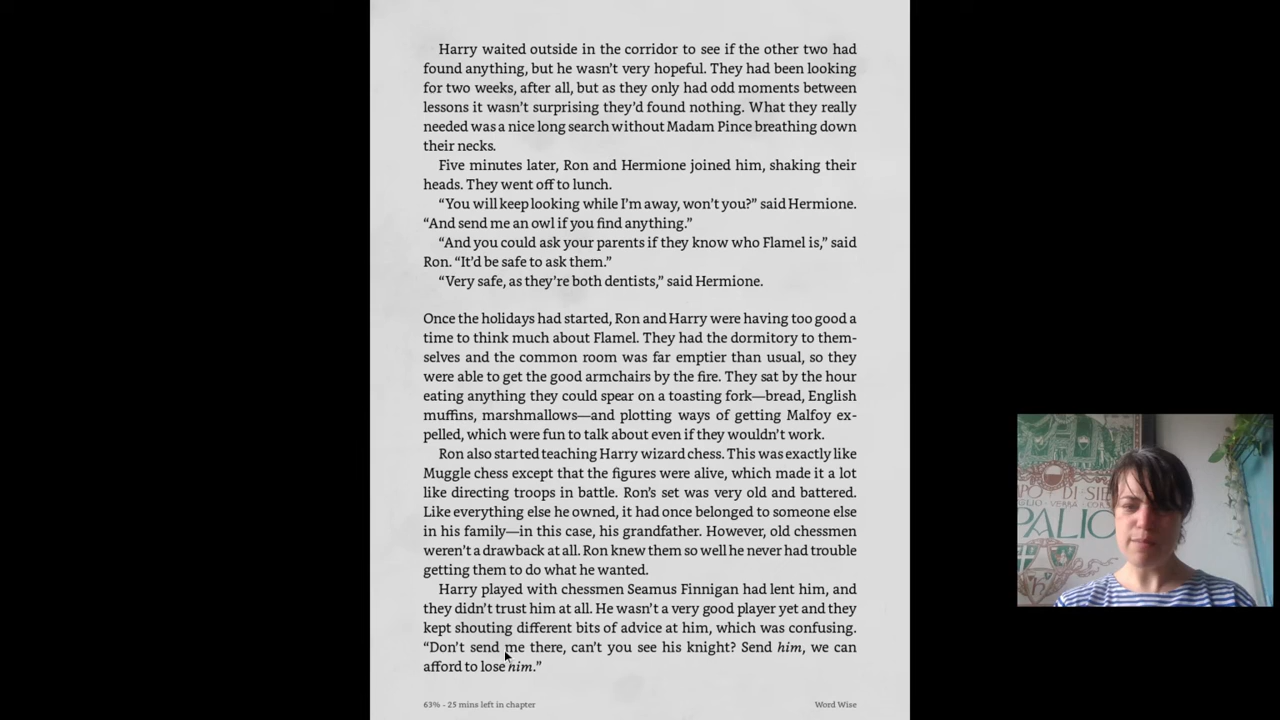 Harry waited outside in the corridor to see if the other two had
found anything, but he wasn’t very hopeful. They had been looking
for two weeks, after all, but as they only had odd moments between
lessons it wasn’t surprising they’d found nothing. What they really
needed was a nice long search without Madam Pince breathing down
their necks.
Five minutes later, Ron and Hermione joined him, shaking their
heads. They went off to lunch.
“You will keep looking while I’m away, won’t you?” said Hermione.
“And send me an owl if you find anything.”
“And you could ask your parents if they know who Flamel is,” said
Ron. “It’d be safe to ask them.”
“Very safe, as they’re both dentists,” said Hermione.
Once the holidays had started, Ron and Harry were having too good a
time to think much about Flamel. They had the dormitory to them-
selves and the common room was far emptier than usual, so they
were able to get the good armchairs by the fire. They sat by the hour
eating anything they could spear on a toasting fork—bread, English
muffins, marshmallows—and plotting ways of getting Malfoy ex-
pelled, which were fun to talk about even if they wouldn’t work.
Ron also started teaching Harry wizard chess. This was exactly like
Muggle chess except that the figures were alive, which made it a lot
like directing troops in battle. Ron’s set was very old and battered.
Like everything else he owned, it had once belonged to someone else
in his family—in this case, his grandfather. However, old chessmen
weren’t a drawback at all. Ron knew them so well he never had trouble
getting them to do what he wanted.
Harry played with chessmen Seamus Finnigan had lent him, and
they didn’t trust him at all. He wasn’t a very good player yet and they
kept shouting different bits of advice at him, which was confusing.
“Don’t send me there, can’t you see his knight? Send him, we can
afford to lose him.”
63% - 25 mins left in chapter
Word Wise
DI SIE
PALIO